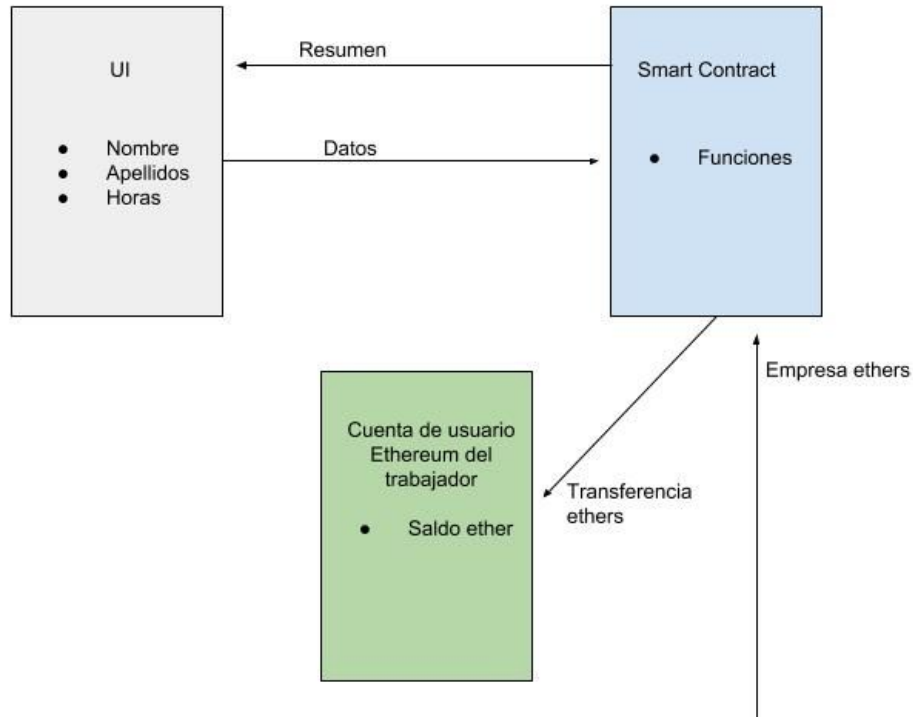 UI
● Nombre
● Apellidos
● Horas
Resumen
Datos
Smart Contract
● Funciones
Empresa ethers
Cuenta de usuario
Ethereum del
trabajador
● Saldo ether
Transferencia
ethers